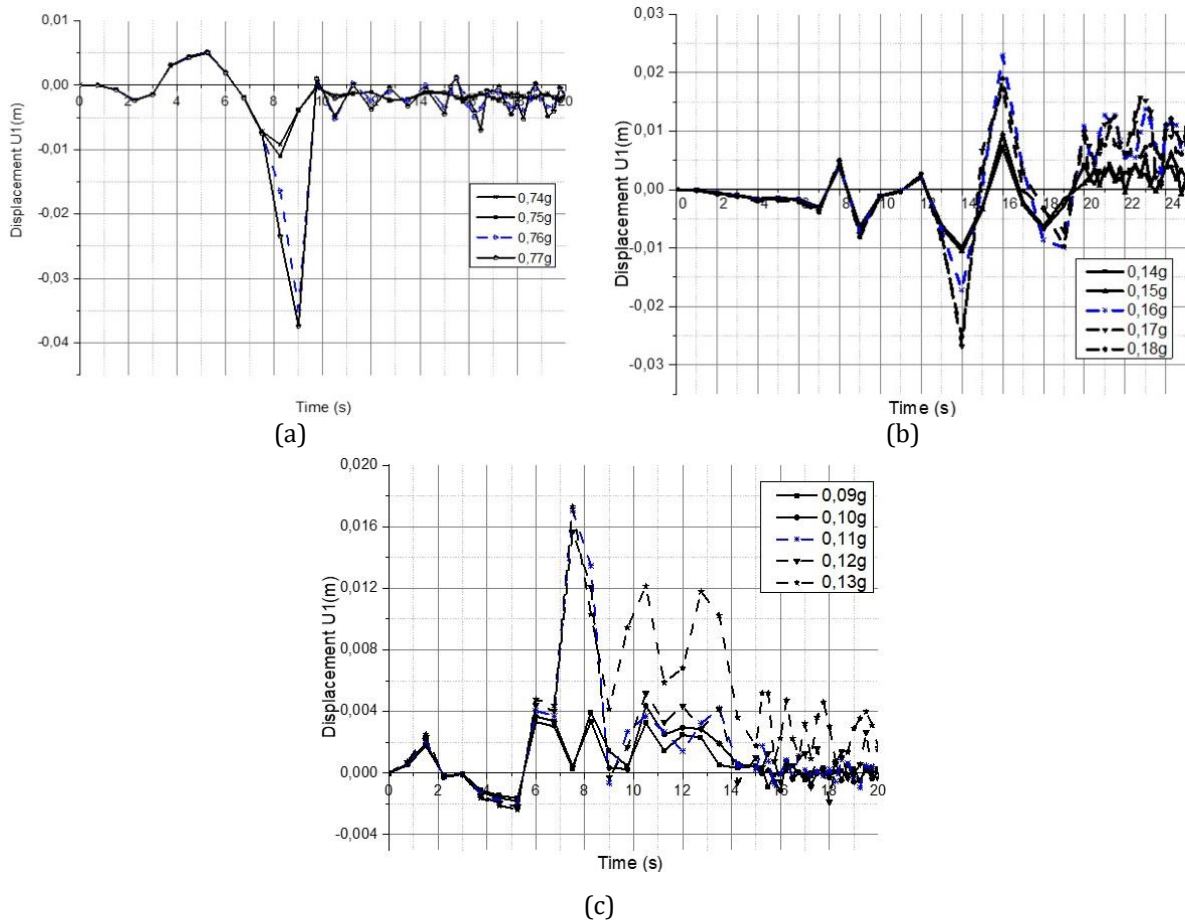 0,01
0,00
-0,01
-0,02
-0,03
-0,04
0 2 4 6 8 10 12 14 16 18 20
Displacement U1(m)
Time (s)
0,74g
0,75g
0,76g
0,77g
(a)
0,03
0,02
0,01
0,00
-0,01
-0,02
-0,03
0 2 4 6 8 10 12 14 16 18 20 22 24
Displacement U1(m)
Time (s)
0,14g
0,15g
0,16g
0,17g
0,18g
(b)
0,020
0,016
0,012
0,008
0,004
0,000
-0,004
0 2 4 6 8 10 12 14 16 18 20
Displacement U1(m)
Time (s)
0,09g
0,10g
0,11g
0,12g
0,13g
(c)